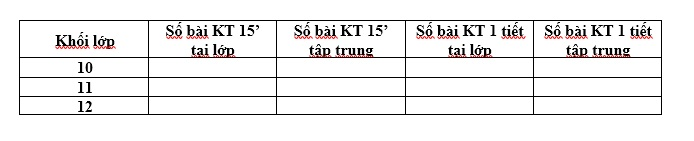 Khối lớp
Số bài KT 15’
tại lớp
Số bài KT 15’
tập trung
Số bài KT 1 tiết
tại lớp
Số bài KT 1 tiết
tập trung
10
11
12